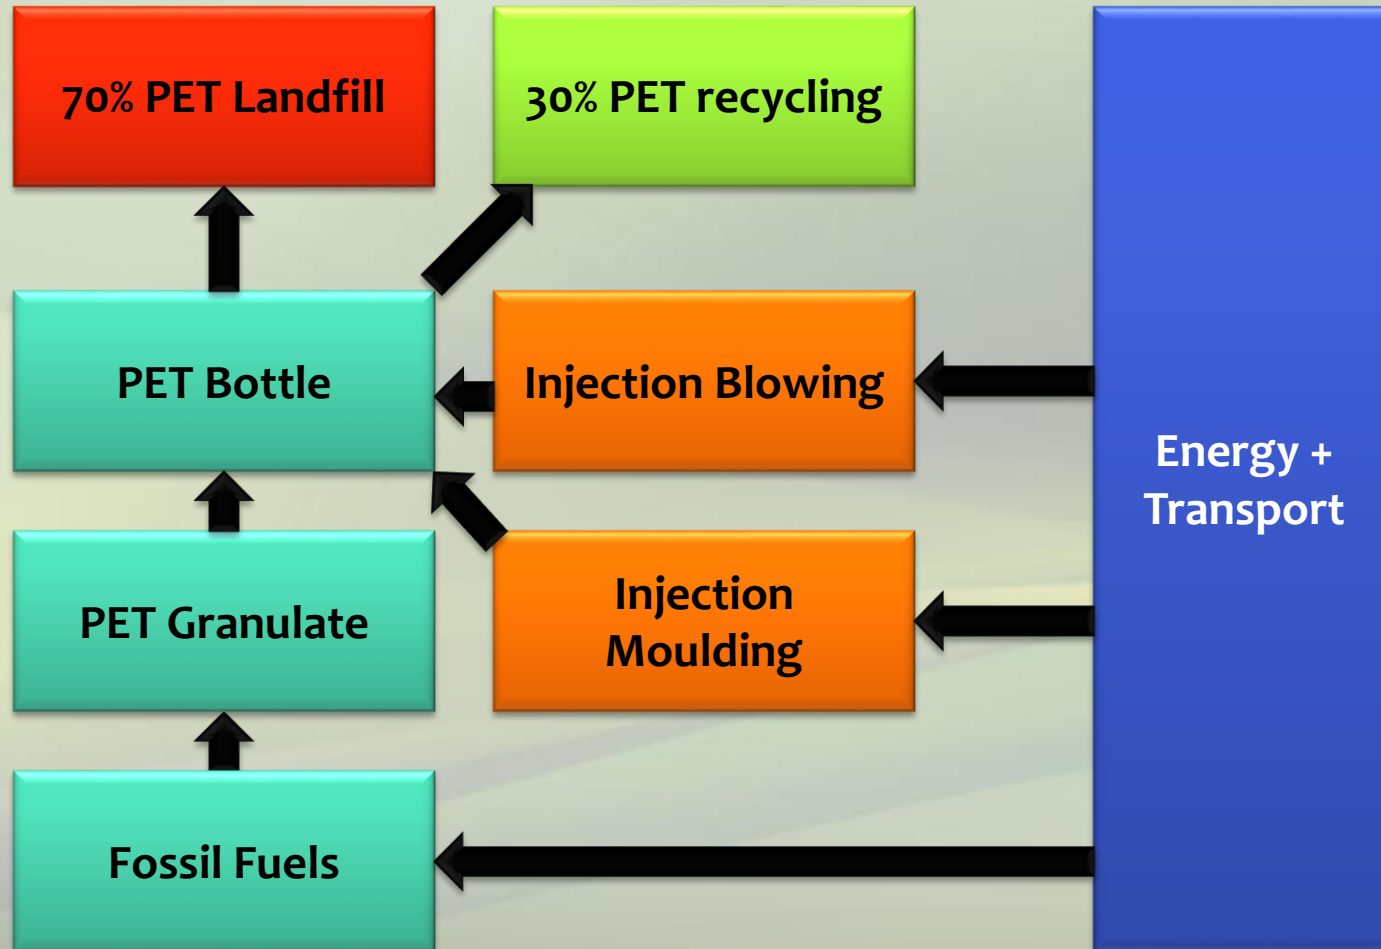 70% PET Landfill
30% PET recycling
PET Bottle
Injection Blowing
Energy +
Transport
PET Granulate
Injection
Moulding
Fossil Fuels